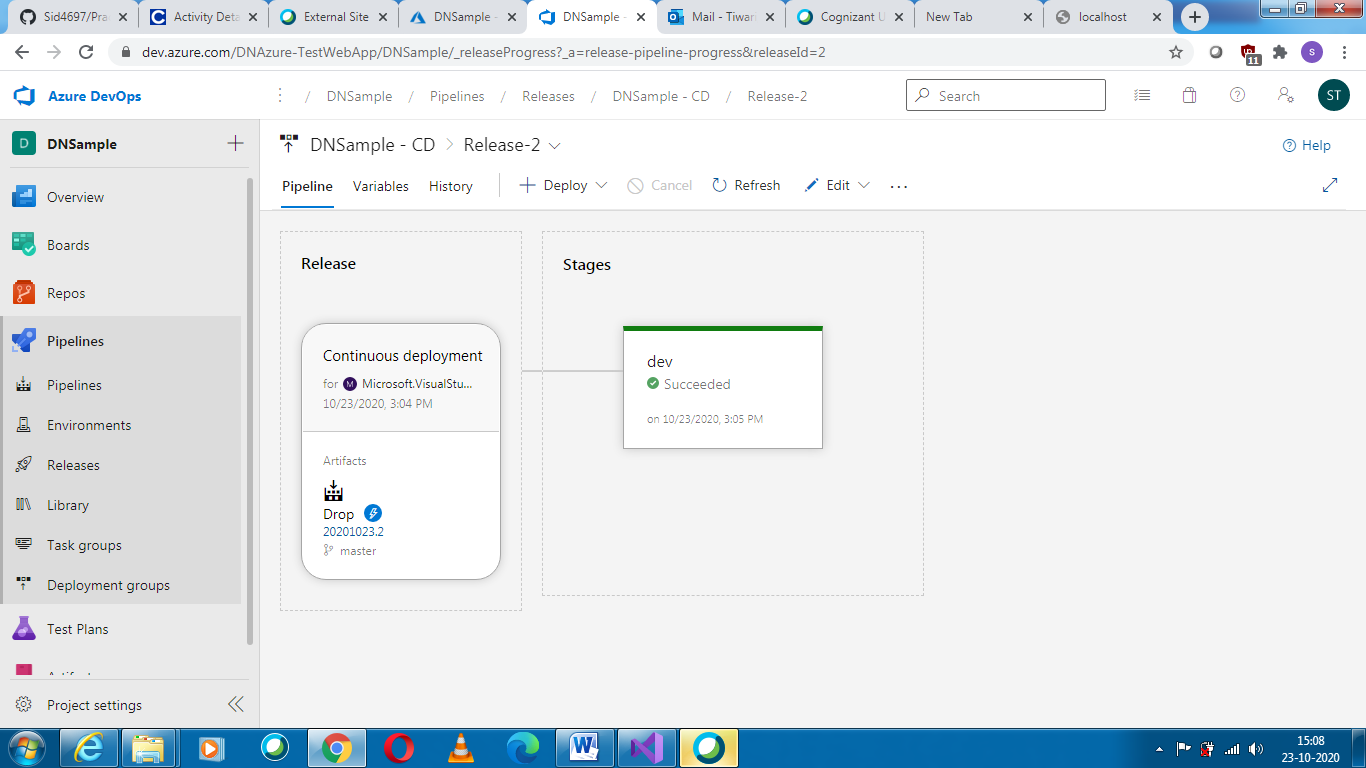 Sid4697/Pra
Activity Deta
External Site
DNSample -
DNSample -
Mail - Tiwar
Cognizant U
New Tab
localhost
dev.azure.com/DNAzure-TestWebApp/DNSample/_releaseProgress?_a=release-pipeline-progress&releaseId=2
11
S
Azure DevOps
/ DNSample / Pipelines / Releases / DNSample - CD / Release-2
Search
ST
D DNSample
DNSample - CD > Release-2
Help
Pipeline Variables History
Deploy Cancel Refresh Edit ...
Overview
Boards
Repos
Pipelines
Pipelines
Environments
Releases
Library
Task groups
Deployment groups
Test Plans
Project settings
Release
Continuous deployment
for M Microsoft.VisualStu...
10/23/2020, 3:04 PM
Artifacts
Drop
20201023.2
master
Stages
dev
Succeeded
on 10/23/2020, 3:05 PM
15:08
23-10-2020